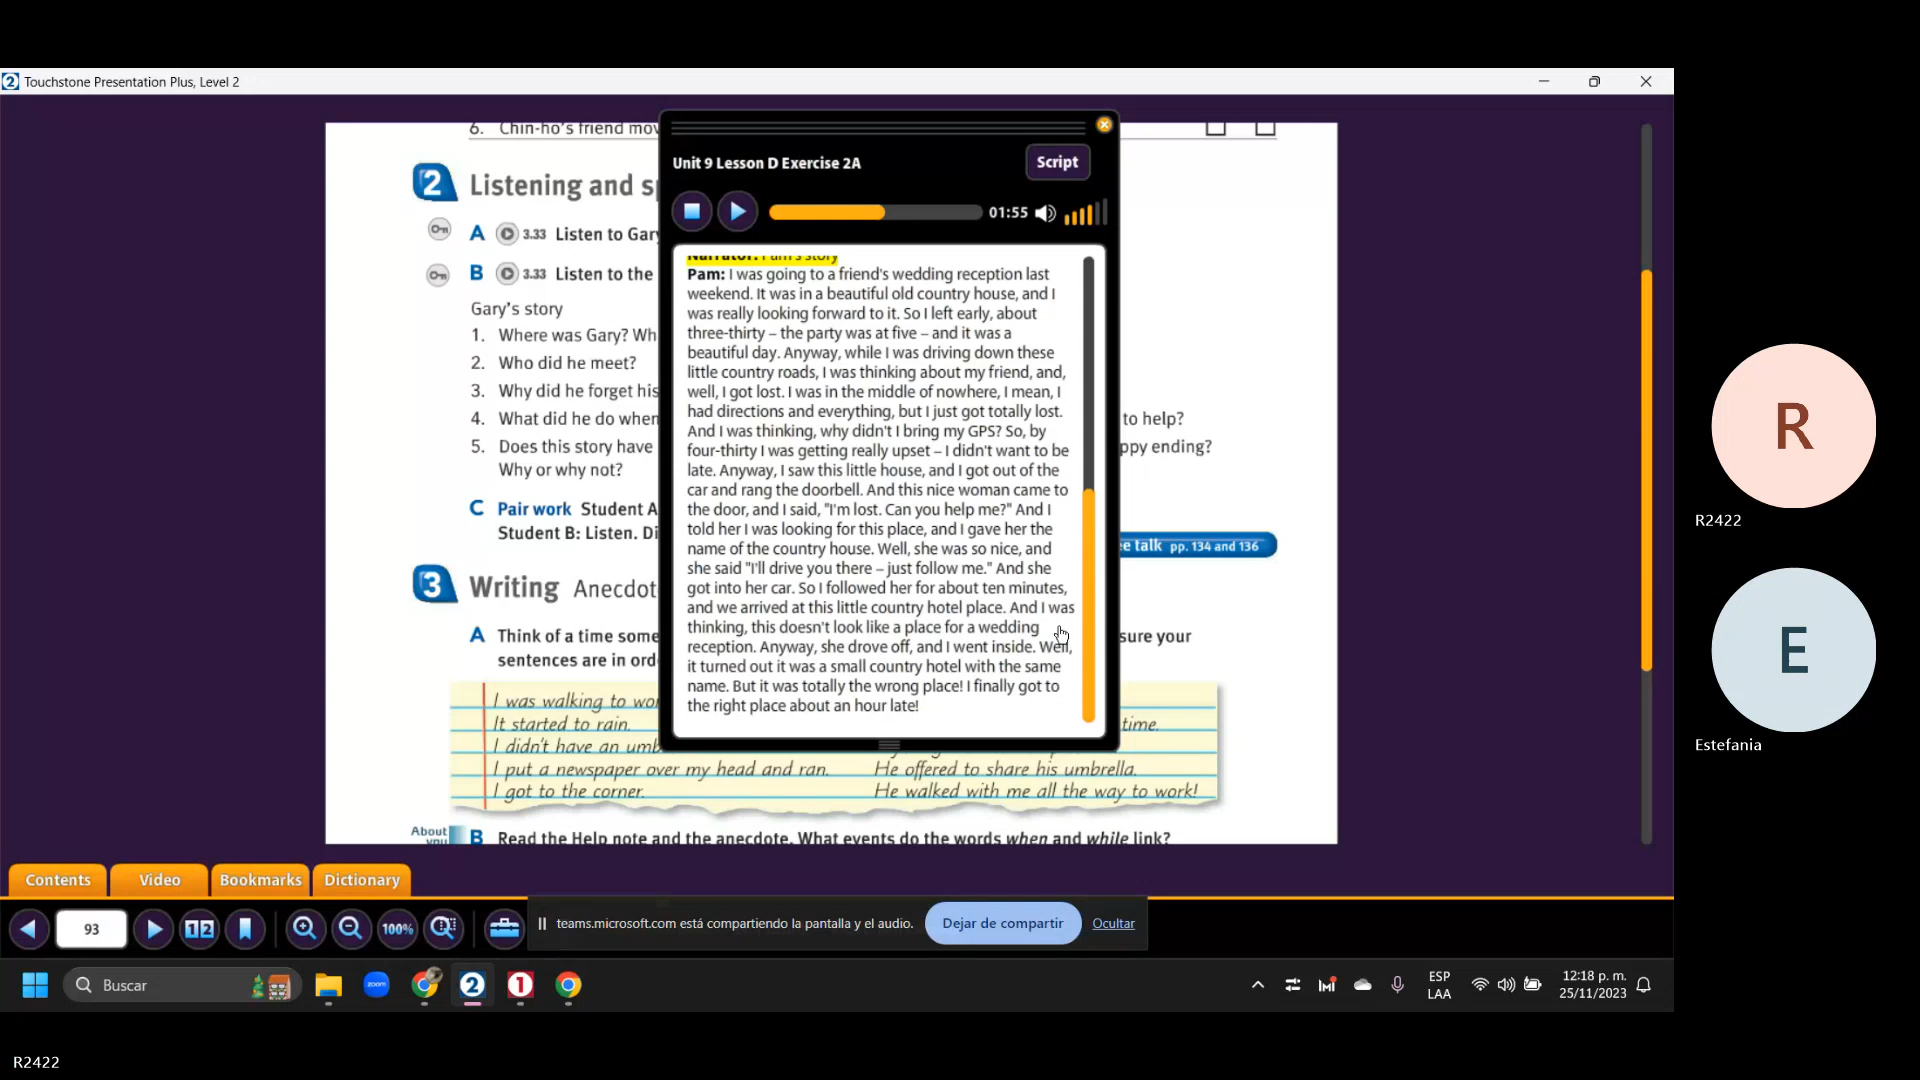 Touchstone Presentation Plus, Level 2
6. Chin-ho's friend mov
2 Listening and sp
A 3.33 Listen to Gary
B 3.33 Listen to the
Gary's story
1. Where was Gary? Wh
2. Who did he meet?
3. Why did he forget his
4. What did he do when
to help?
5. Does this story have
ppy ending?
Why or why not?
C Pair work Student A
Student B: Listen. Di
e talk pp. 134 and 136
3 Writing Anecdot
A Think of a time some
sure your
sentences are in ord
I was walking to wor
It started to rain.
time.
I didn't have an umb
I put a newspaper over my head and ran.
He offered to share his umbrella.
I got to the corner.
He walked with me all the way to work!
About
you
B Read the Help note and the anecdote. What events do the words when and while link?
Unit 9 Lesson D Exercise 2A
Script
01:55
Narrator: Pam's story
Pam: I was going to a friend's wedding reception last
weekend. It was in a beautiful old country house, and I
was really looking forward to it. So I left early, about
three-thirty – the party was at five – and it was a
beautiful day. Anyway, while I was driving down these
little country roads, I was thinking about my friend, and,
well, I got lost. I was in the middle of nowhere, I mean, I
had directions and everything, but I just got totally lost.
And I was thinking, why didn't I bring my GPS? So, by
four-thirty I was getting really upset – I didn't want to be
late. Anyway, I saw this little house, and I got out of the
car and rang the doorbell. And this nice woman came to
the door, and I said, "I'm lost. Can you help me?" And I
told her I was looking for this place, and I gave her the
name of the country house. Well, she was so nice, and
she said "I'll drive you there – just follow me." And she
got into her car. So I followed her for about ten minutes,
and we arrived at this little country hotel place. And I was
thinking, this doesn't look like a place for a wedding
reception. Anyway, she drove off, and I went inside. Well,
it turned out it was a small country hotel with the same
name. But it was totally the wrong place! I finally got to
the right place about an hour late!
Contents
Video
Bookmarks
Dictionary
93
12
100%
teams.microsoft.com está compartiendo la pantalla y el audio.
Dejar de compartir
Ocultar
Buscar
zoom
2
1
ESP
LAA
12:18 p. m.
25/11/2023
R
R2422
E
Estefania
R2422